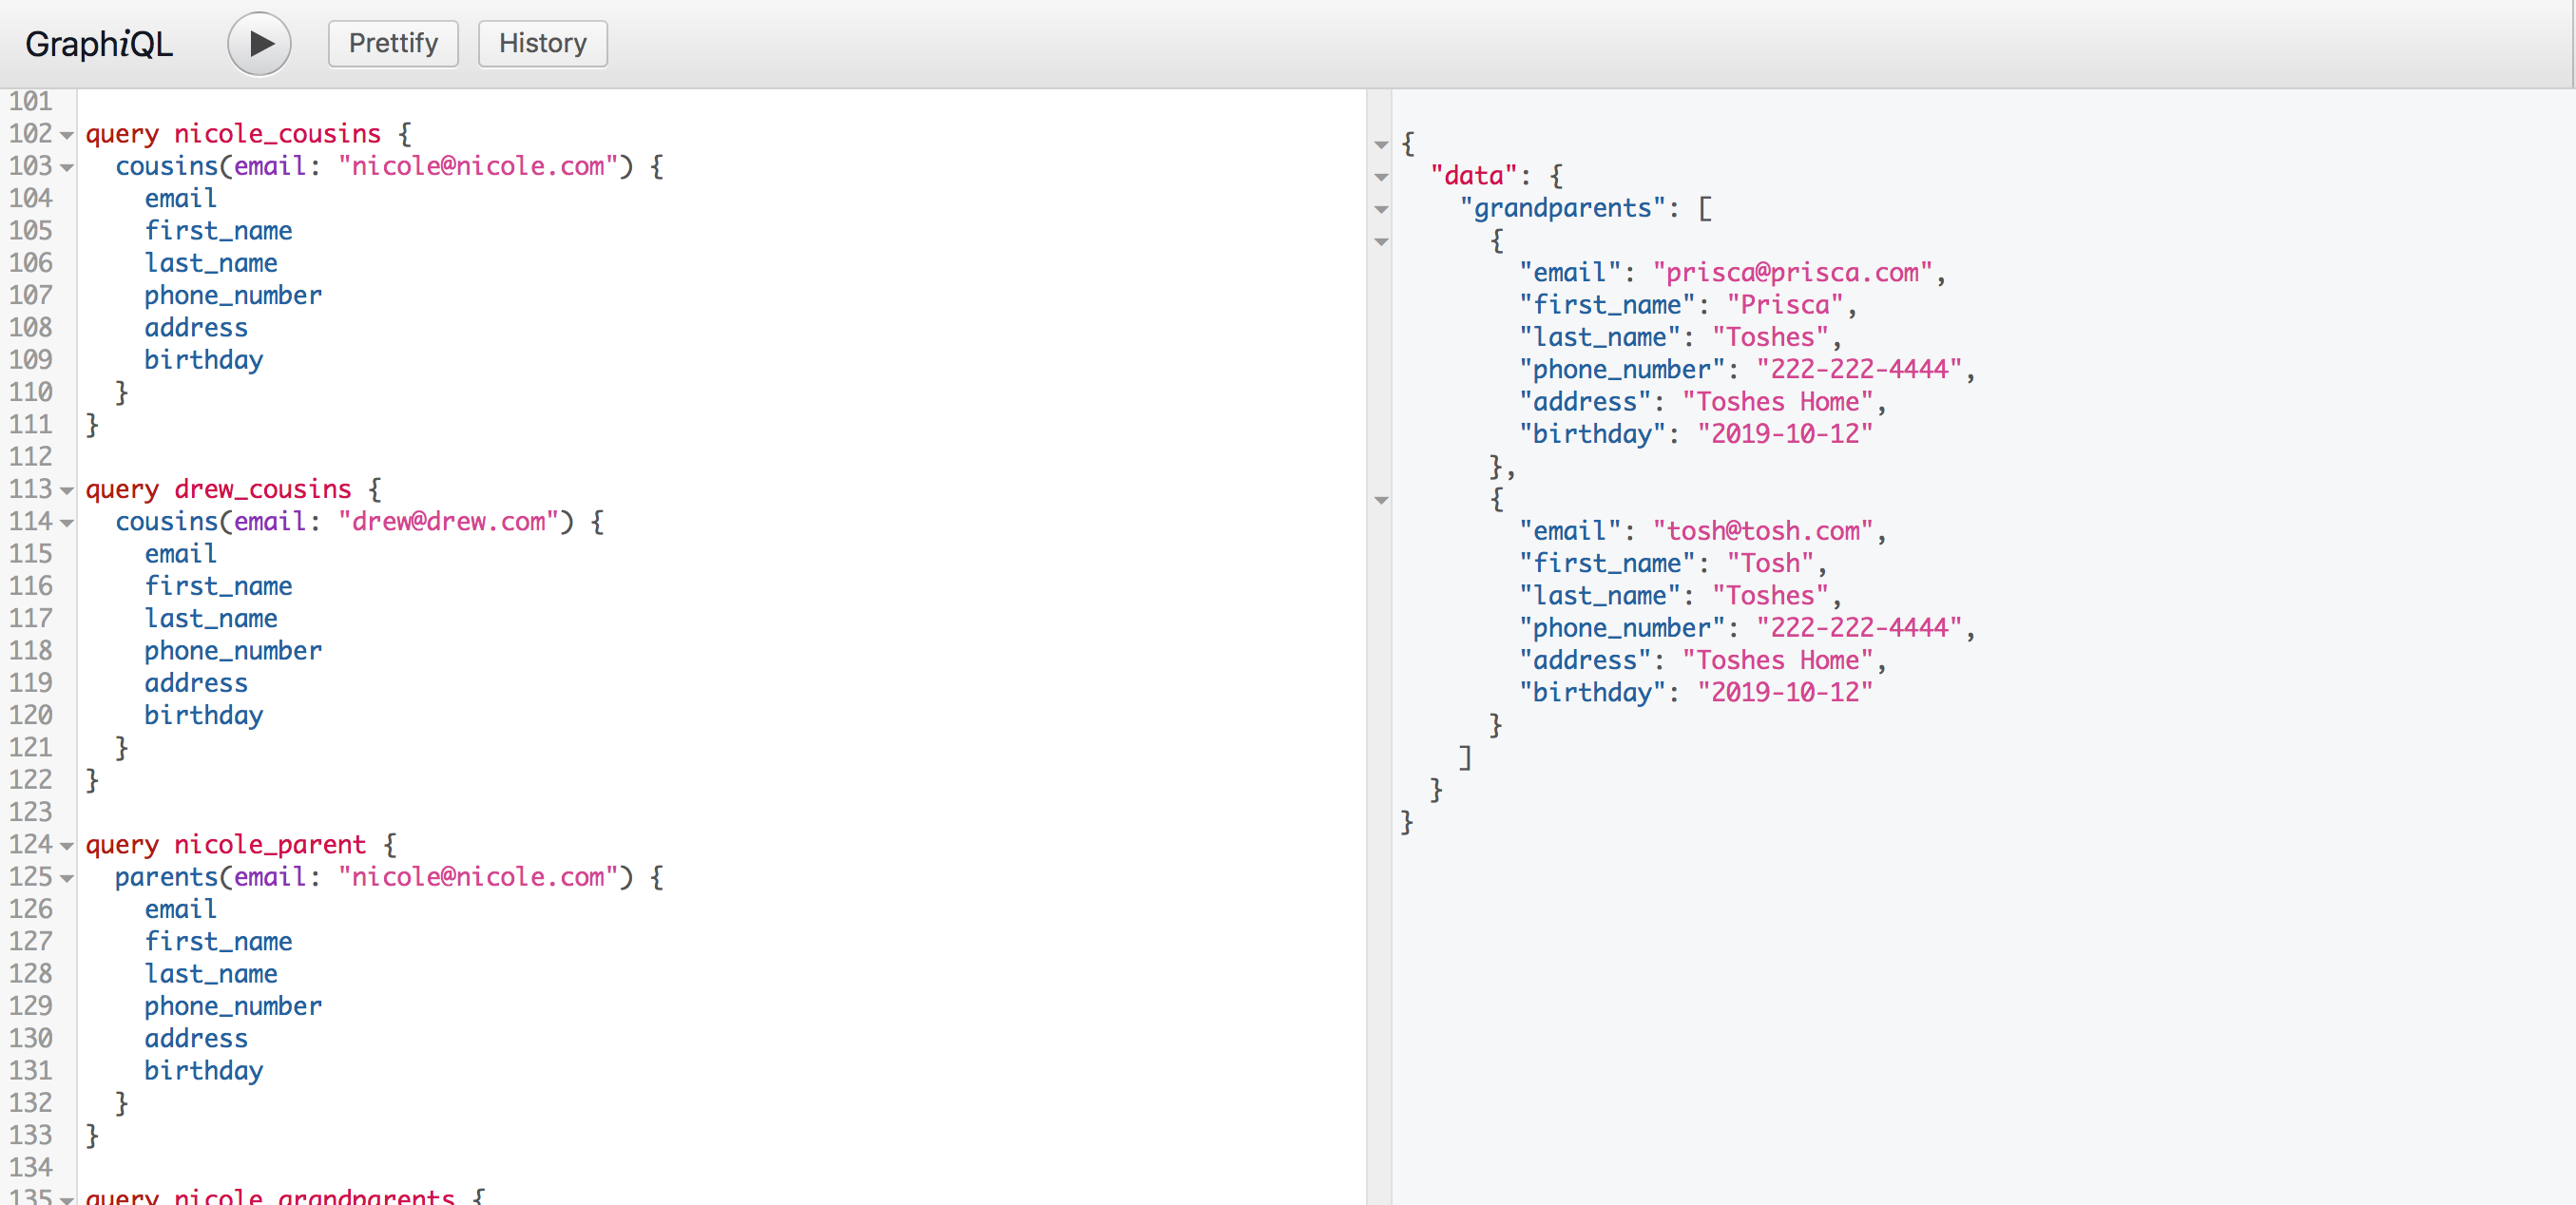 GraphiQL
Prettify
History
101
102 query nicole_cousins {
103 cousins(email: "nicole@nicole.com") {
104 email
105 first_name
106 last_name
107 phone_number
108 address
109 birthday
110 }
111 }
112
113 query drew_cousins {
114 cousins(email: "drew@drew.com") {
115 email
116 first_name
117 last_name
118 phone_number
119 address
120 birthday
121 }
122 }
123
124 query nicole_parent {
125 parents(email: "nicole@nicole.com") {
126 email
127 first_name
128 last_name
129 phone_number
130 address
131 birthday
132 }
133 }
134
135 query nicole_grandparents {
{
"data": {
"grandparents": [
{
"email": "prisca@prisca.com",
"first_name": "Prisca",
"last_name": "Toshes",
"phone_number": "222-222-4444",
"address": "Toshes Home",
"birthday": "2019-10-12"
},
{
"email": "tosh@tosh.com",
"first_name": "Tosh",
"last_name": "Toshes",
"phone_number": "222-222-4444",
"address": "Toshes Home",
"birthday": "2019-10-12"
}
]
}
}